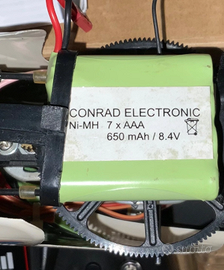 CONRAD ELECTRONIC
Ni-MH 7 x AAA
650 mAh / 8.4V